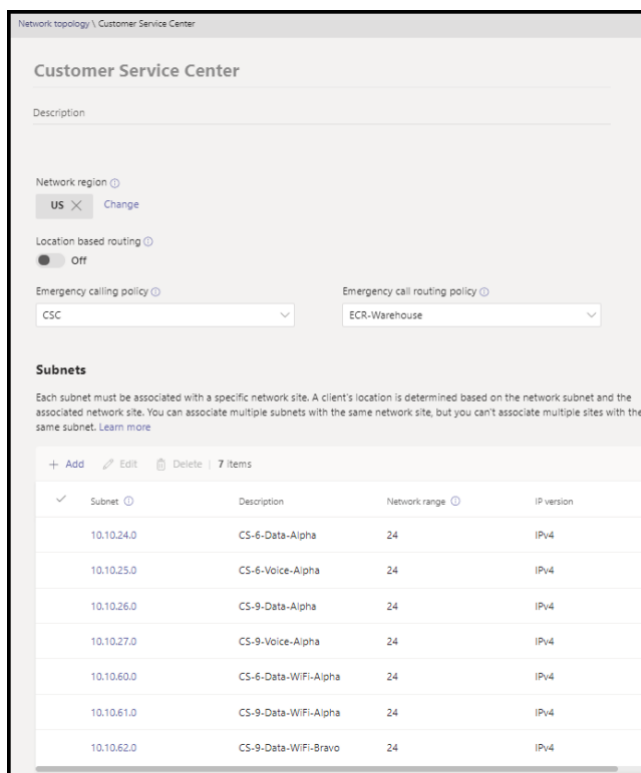 Network topology \ Customer Service Center
Customer Service Center
Description
Network region
US Change
Location based routing
Off
Emergency calling policy Emergency call routing policy
CSC ECR-Warehouse
Subnets
Each subnet must be associated with a specific network site. A client's location is determined based on the network subnet and the
associated network site. You can associate multiple subnets with the same network site, but you can't associate multiple sites with the
same subnet. Learn more
+ Add Edit Delete | 7 items
Subnet Description Network range IP version
10.10.24.0 CS-6-Data-Alpha 24 IPv4
10.10.25.0 CS-6-Voice-Alpha 24 IPv4
10.10.26.0 CS-9-Data-Alpha 24 IPv4
10.10.27.0 CS-9-Voice-Alpha 24 IPv4
10.10.60.0 CS-6-Data-WiFi-Alpha 24 IPv4
10.10.61.0 CS-9-Data-WiFi-Alpha 24 IPv4
10.10.62.0 CS-9-Data-WiFi-Bravo 24 IPv4